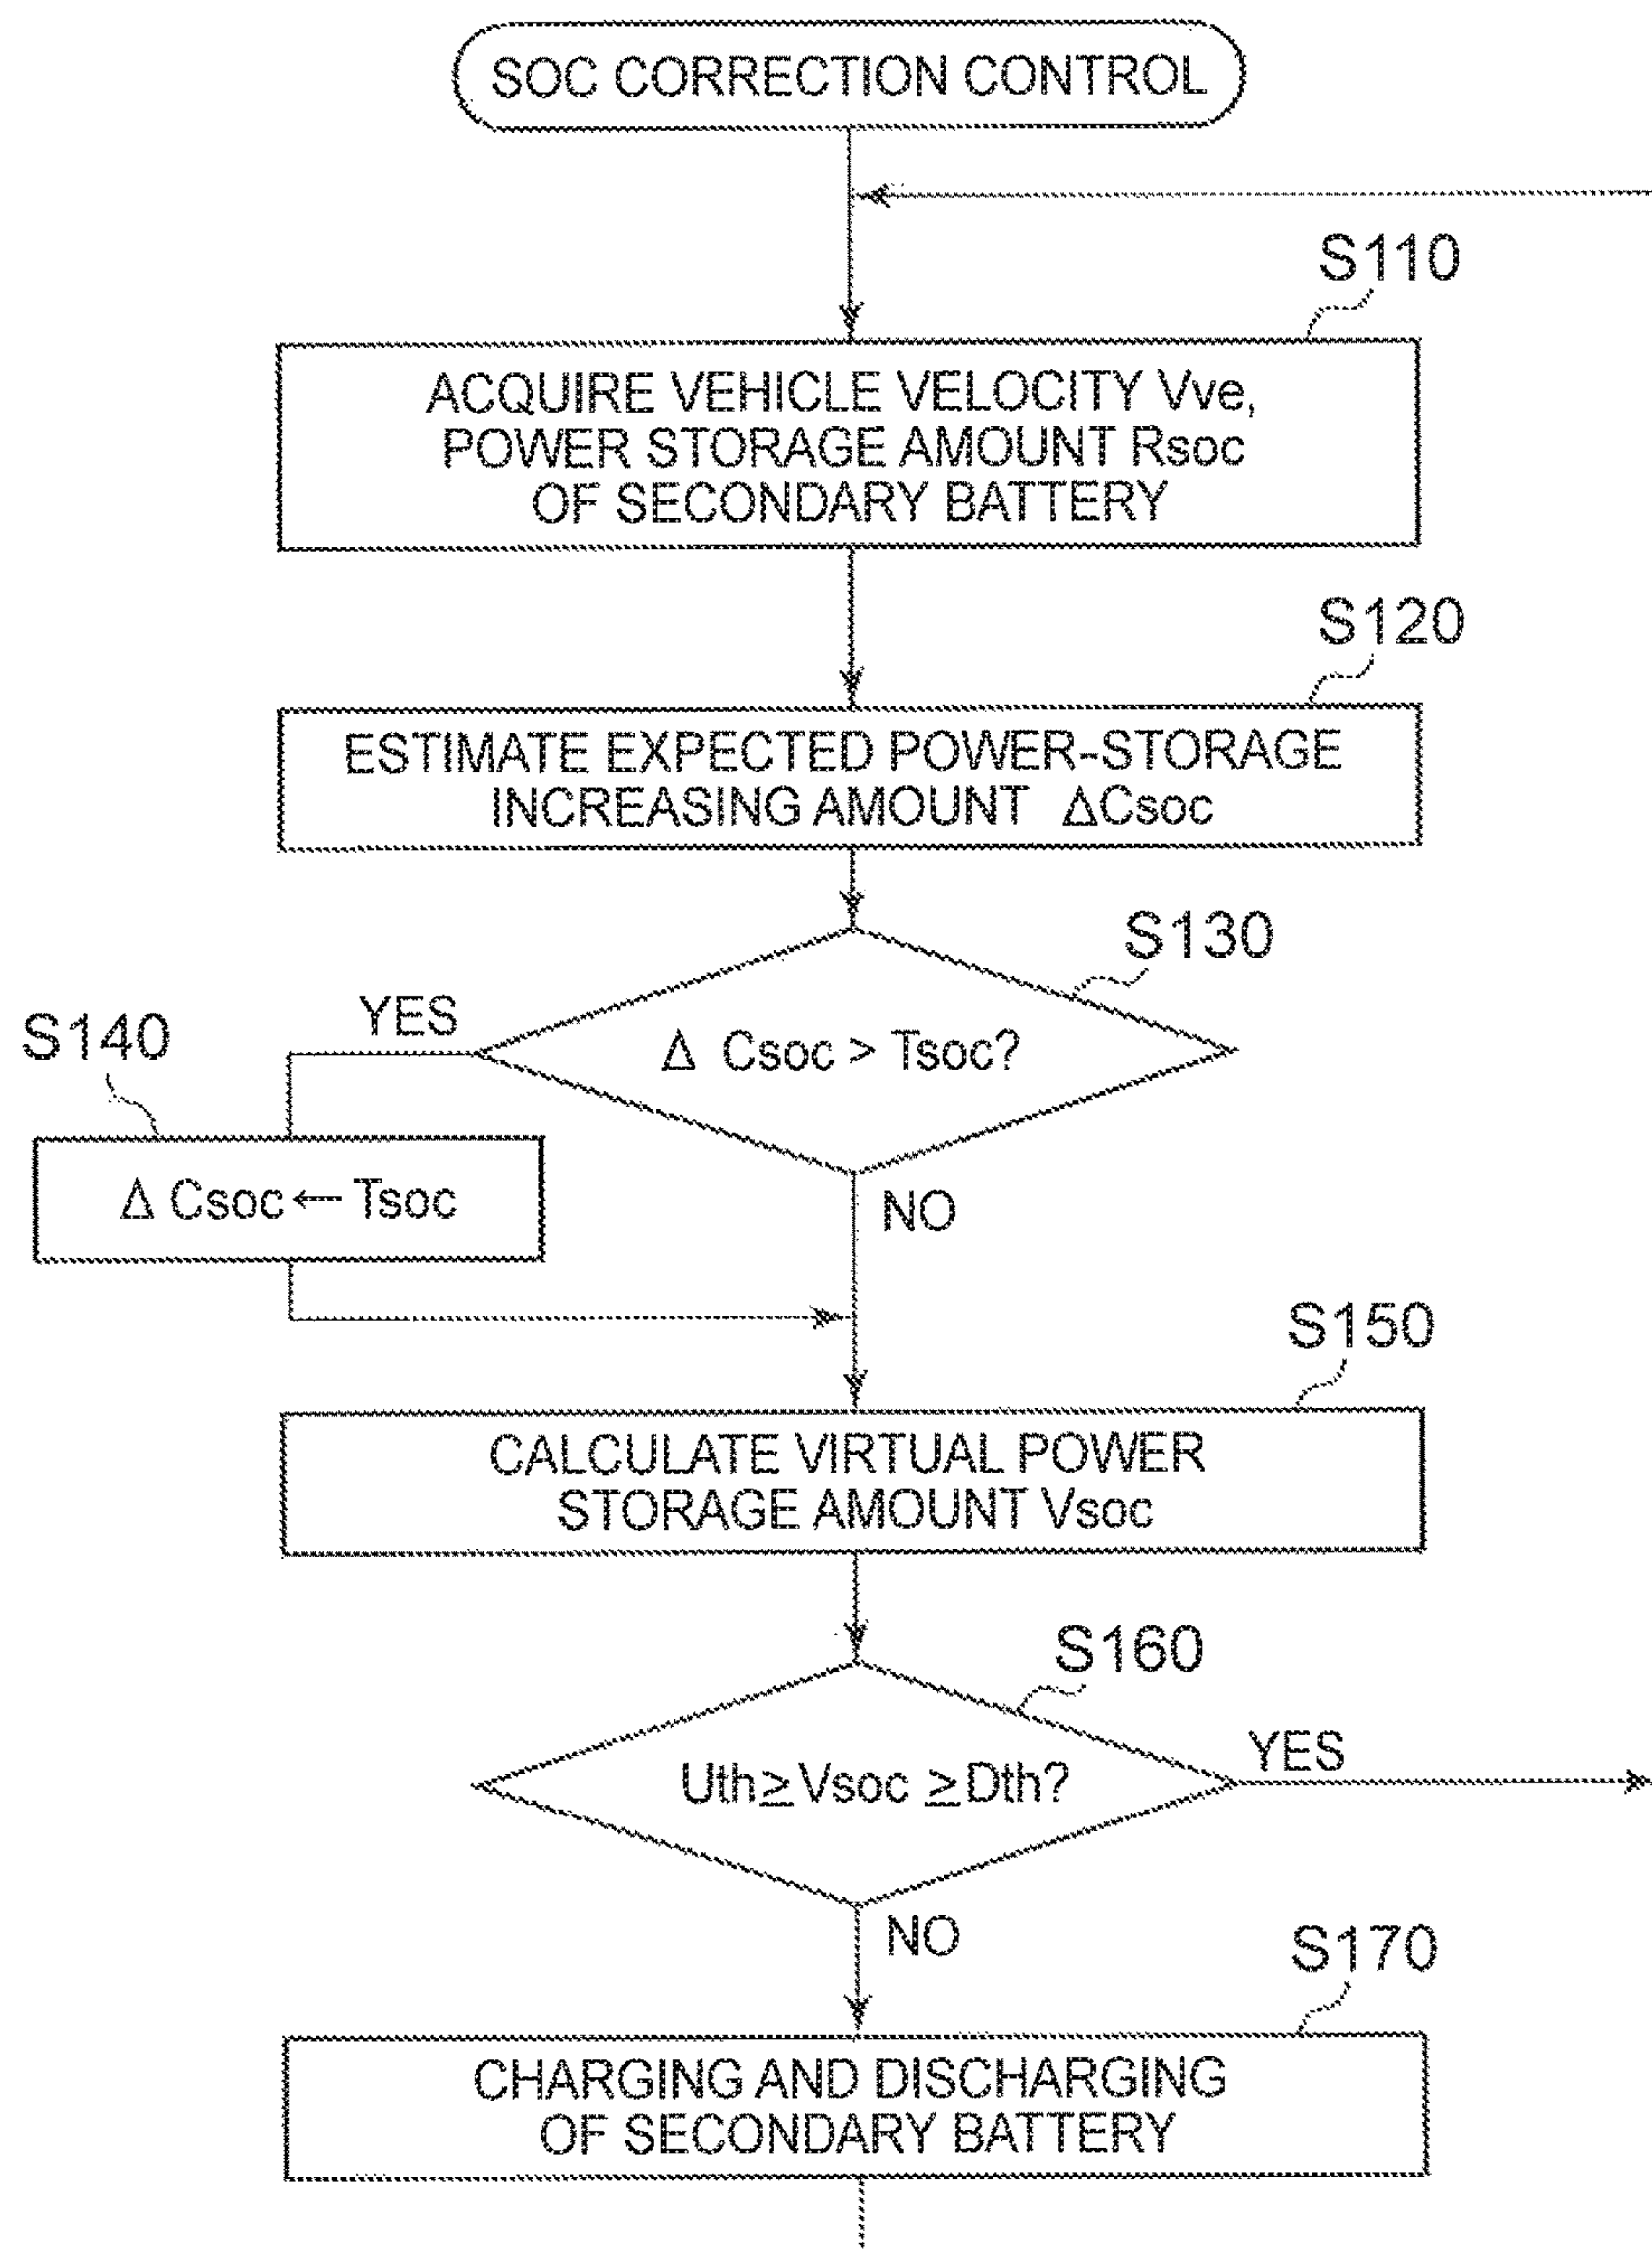 SOC CORRECTION CONTROL
S110
ACQUIRE VEHICLE VELOCITY Vve,
POWER STORAGE AMOUNT Rsoc
OF SECONDARY BATTERY
S120
ESTIMATE EXPECTED POWER-STORAGE
INCREASING AMOUNT ΔCsoc
S130
Δ Csoc > Tsoc?
YES
S140
Δ Csoc ← Tsoc
NO
S150
CALCULATE VIRTUAL POWER
STORAGE AMOUNT Vsoc
S160
Uth≥Vsoc ≥Dth?
YES
NO
S170
CHARGING AND DISCHARGING
OF SECONDARY BATTERY